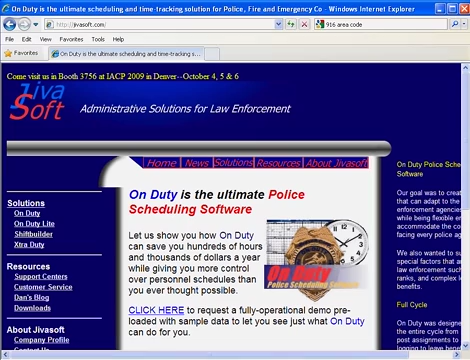 On Duty is the ultimate scheduling and time-tracking solution for Police, Fire and Emergency Co - Windows Internet Explorer
http://jivasoft.com/
916 area code
File Edit View Favorites Tools Help
Favorites
On Duty is the ultimate scheduling and time-tracking s...
Come visit us in Booth 3756 at IACP 2009 in Denver--October 4, 5 & 6
Jiva
Soft
Administrative Solutions for Law Enforcement
Home News Solutions Resources About Jivasoft
Solutions
On Duty
On Duty Lite
Shiftbuilder
Xtra Duty
Resources
Support Centers
Customer Service
Dan's Blog
Downloads
About Jivasoft
Company Profile
Contact Us
On Duty is the ultimate Police
Scheduling Software
Let us show you how On Duty
can save you hundreds of hours
and thousands of dollars a year
while giving you more control
over personnel schedules than
you ever thought possible.
On Duty
Police Scheduling
CLICK HERE to request a fully-operational demo pre-
loaded with sample data to let you see just what On Duty
can do for you.
On Duty Police Sche
Software
Our goal was to creat
that can adapt to the
enforcement agencies
while being flexible en
accommodate the co
facing every police ag
We also wanted to su
special factors that a
law enforcement such
ranks, and complex l
benefits.
Full Cycle
On Duty was designe
the entire cycle from
post assignments to
logging to leave benef